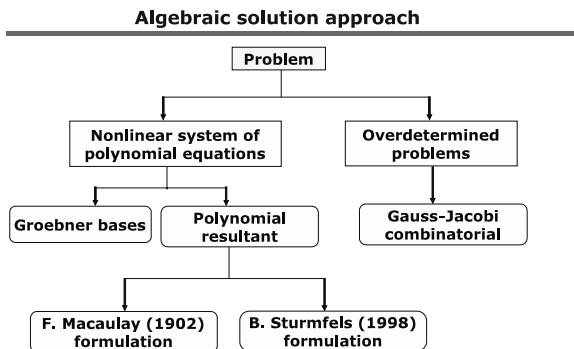 Algebraic solution approach
Problem
Nonlinear system of
polynomial equations
Overdetermined
problems
Groebner bases
Polynomial
resultant
Gauss-Jacobi
combinatorial
F. Macaulay (1902)
formulation
B. Sturmfels (1998)
formulation